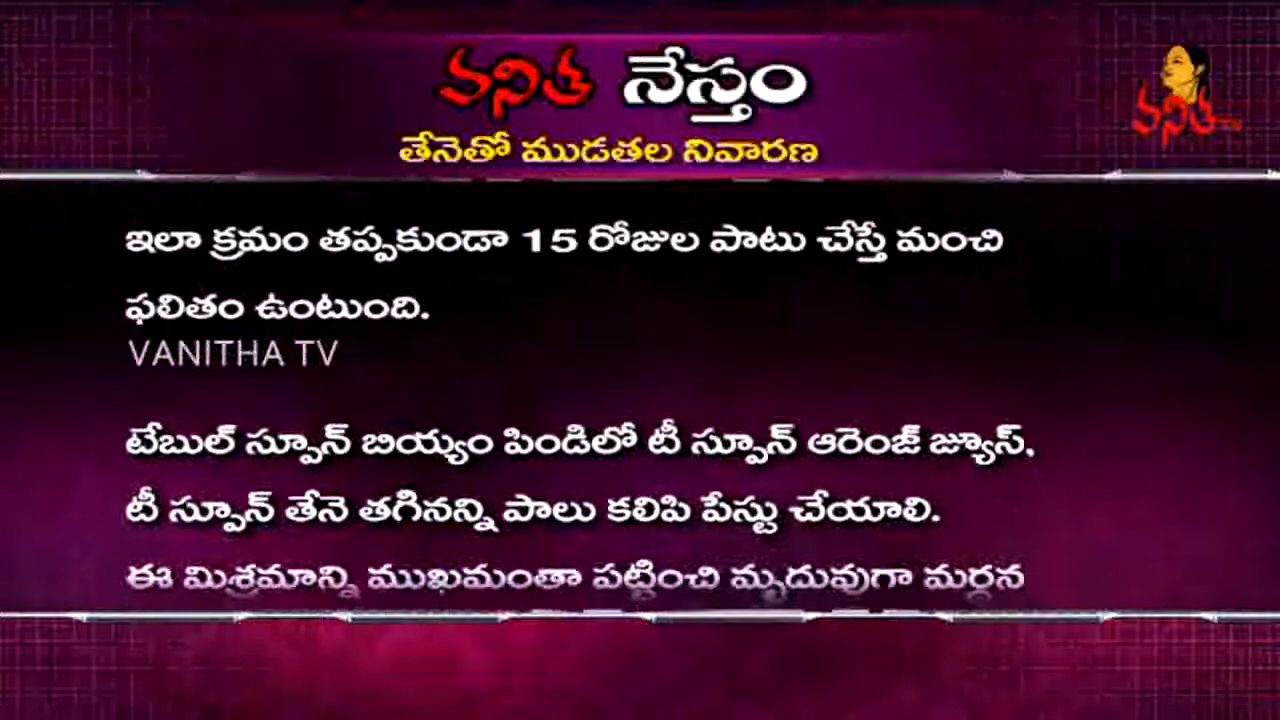 వనిత నేస్తం
వనిత
తేనెతో ముడతల నివారణ
ఇలా క్రమం తప్పకుండా 15 రోజుల పాటు చేస్తే మంచి
ఫలితం ఉంటుంది.
VANITHA TV
టేబుల్ స్పూన్ బియ్యం పిండిలో టీ స్పూన్ ఆరెంజ్ జ్యూస్,
టీ స్పూన్ తేనె తగినన్ని పాలు కలిపి పేస్టు చేయాలి.
ఈ మిశ్రమాన్ని ముఖమంతా పట్టించి మృదువుగా మర్దన